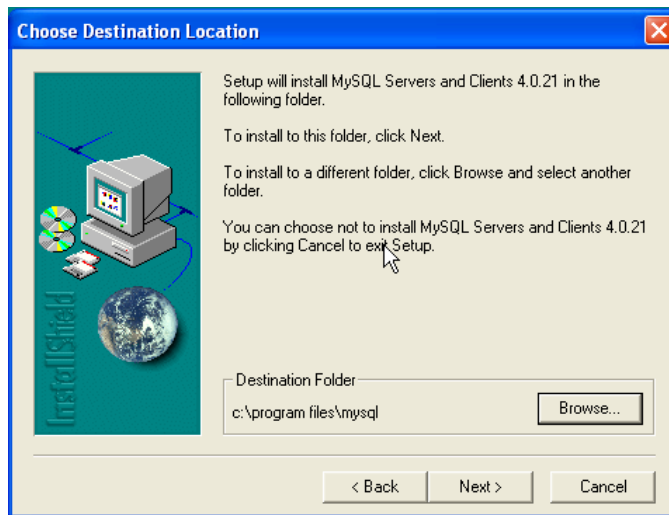 Choose Destination Location
Setup will install MySQL Servers and Clients 4.0.21 in the
following folder.
To install to this folder, click Next.
To install to a different folder, click Browse and select another
folder.
You can choose not to install MySQL Servers and Clients 4.0.21
by clicking Cancel to exit Setup.
InstallShield
Destination Folder
c:\program files\mysql
Browse...
< Back
Next >
Cancel